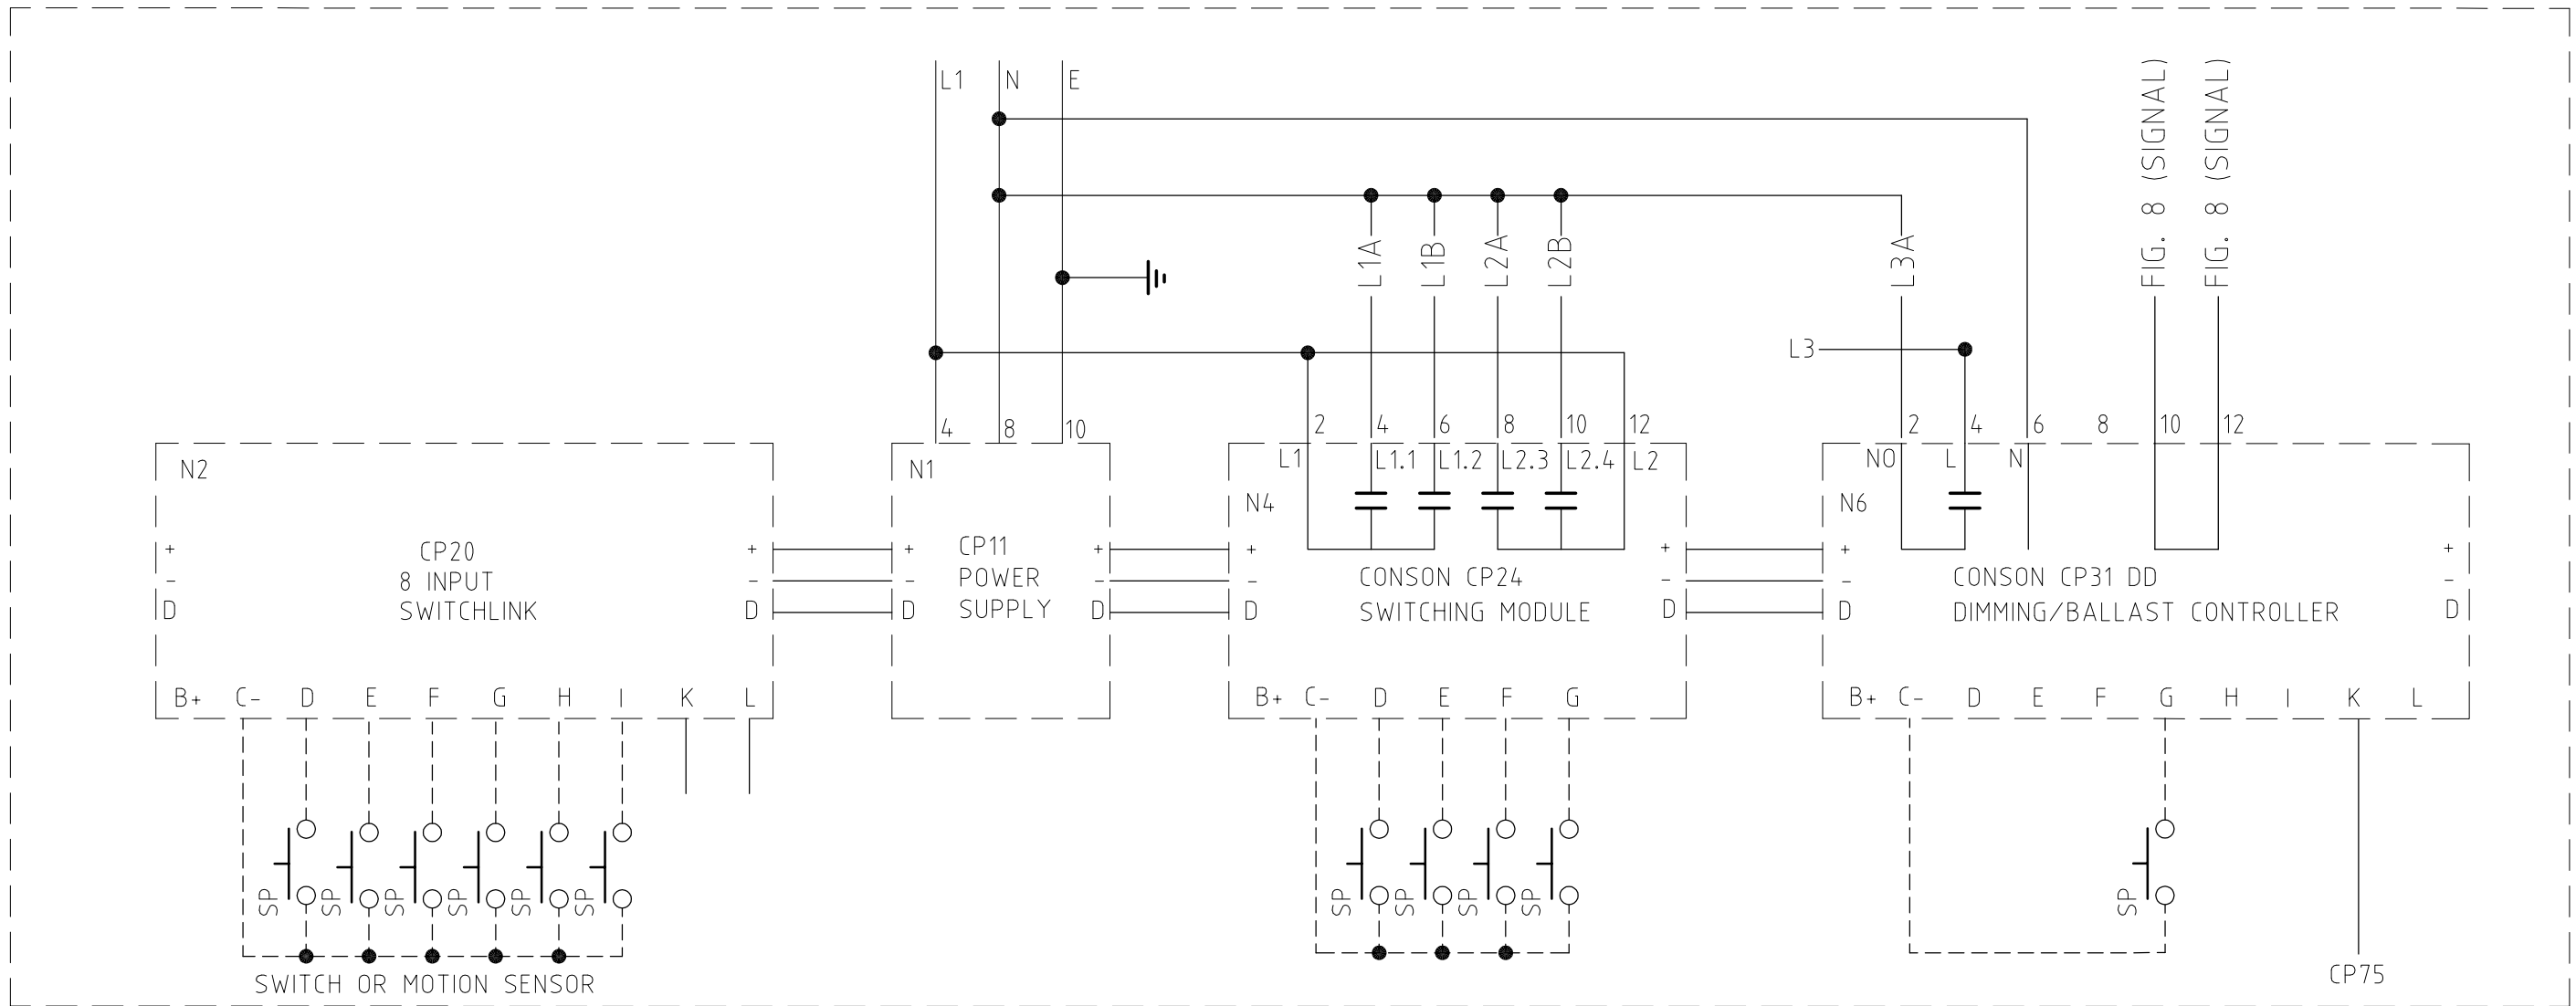 L1 N E
FIG. 8 (SIGNAL)
FIG. 8 (SIGNAL)
L1A
L1B
L2A
L2B
L3A
L3
4 8 10
2 4 6 8 10 12
2 4 6 8 10 12
N2
N1
L1 L1.1 L1.2 L2.3 L2.4 L2
N4
NO L N
N6
+ CP20 +
- 8 INPUT -
D SWITCHLINK D
+ CP11 +
- POWER -
D SUPPLY D
+ +
- CONSON CP24 -
D SWITCHING MODULE D
+ +
- CONSON CP31 DD -
D DIMMING/BALLAST CONTROLLER D
B+ C- D E F G H I K L
B+ C- D E F G
B+ C- D E F G H I K L
SP SP SP SP SP SP
SP SP SP SP
SP
SWITCH OR MOTION SENSOR
CP75